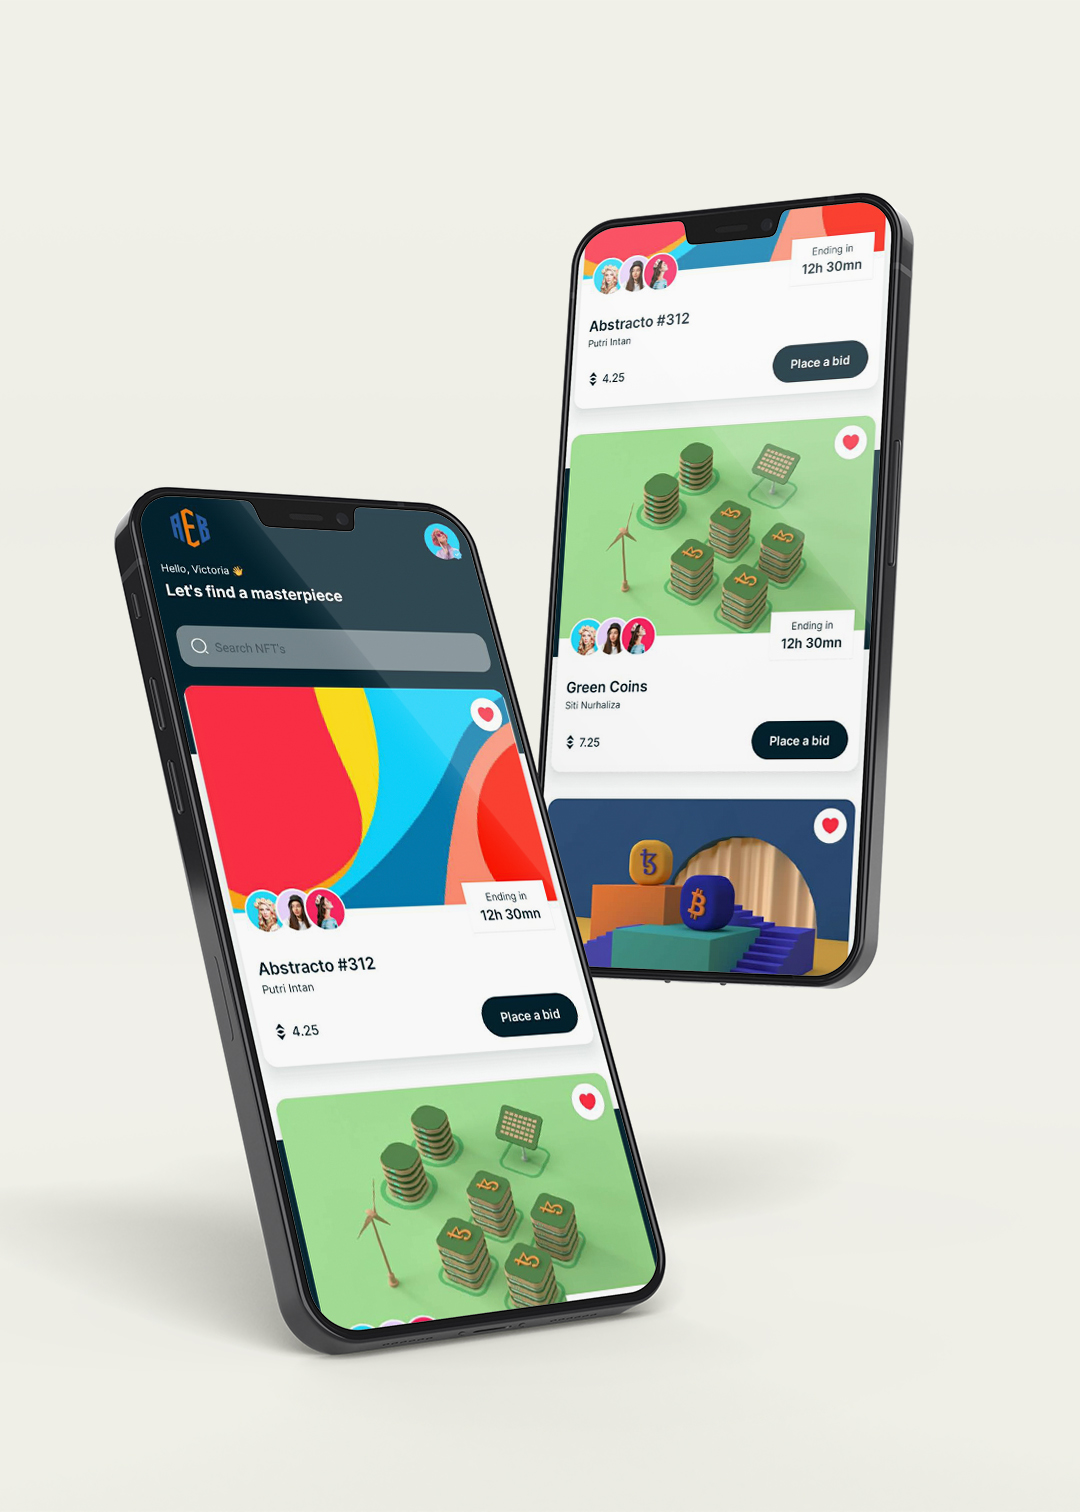 AEB
Hello, Victoria 👋
Let's find a masterpiece
Search NFT's
Ending in
12h 30mn
Abstracto #312
Putri Intan
4.25
Place a bid
Ending in
12h 30mn
Abstracto #312
Putri Intan
4.25
Place a bid
Ending in
12h 30mn
Green Coins
Siti Nurhaliza
7.25
Place a bid